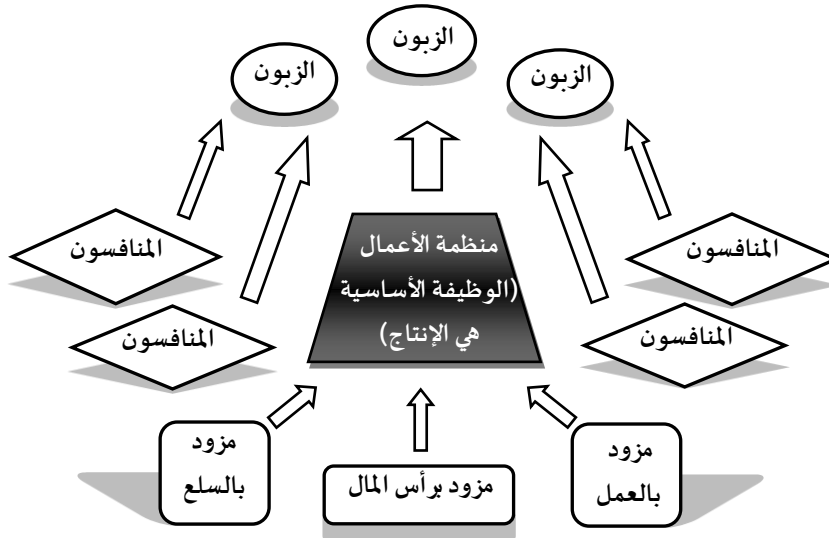 الزبون
الزبون
الزبون
منظمة الأعمال
(الوظيفة الأساسية
هي الإنتاج)
المنافسون
المنافسون
المنافسون
المنافسون
مزود
بالعمل
مزود برأس المال
مزود
بالسلع